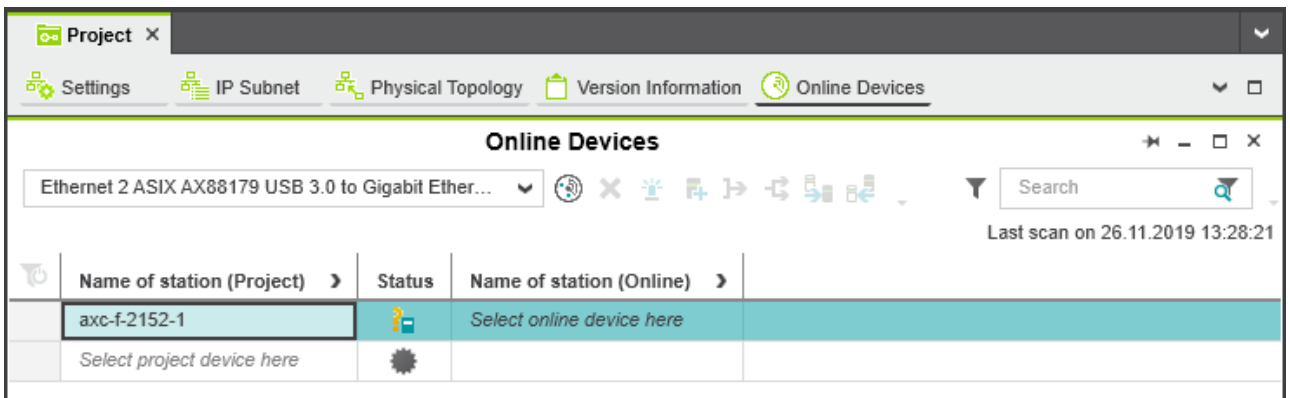 Project
Settings IP Subnet Physical Topology Version Information Online Devices
Online Devices
Ethernet 2 ASIX AX88179 USB 3.0 to Gigabit Ether... Search
Last scan on 26.11.2019 13:28:21
Name of station (Project) Status Name of station (Online)
axc-f-2152-1 Select online device here
Select project device here